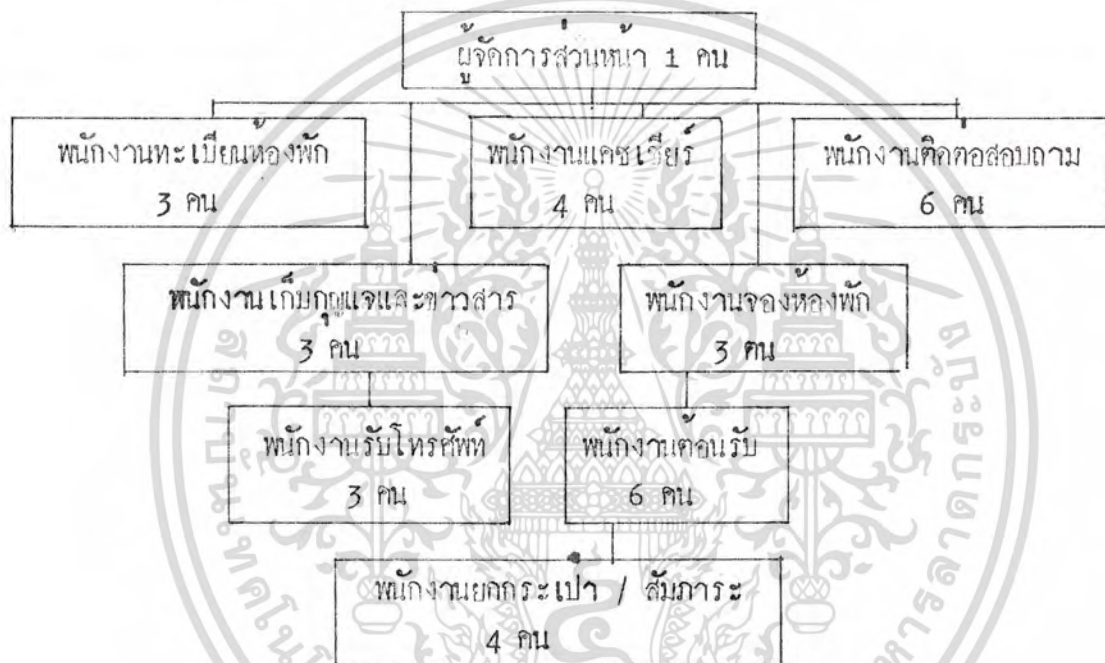 ผู้จัดการส่วนหน้า 1 คน
พนักงานทะเบียนห้องพัก
3 คน
พนักงานแคชเชียร์
4 คน
พนักงานติดต่อสอบถาม
6 คน
พนักงานเก็บกุญแจและข่าวสาร
3 คน
พนักงานจองห้องพัก
3 คน
พนักงานรับโทรศัพท์
3 คน
พนักงานต้อนรับ
6 คน
พนักงานยกกระเป๋า / สัมภาระ
4 คน